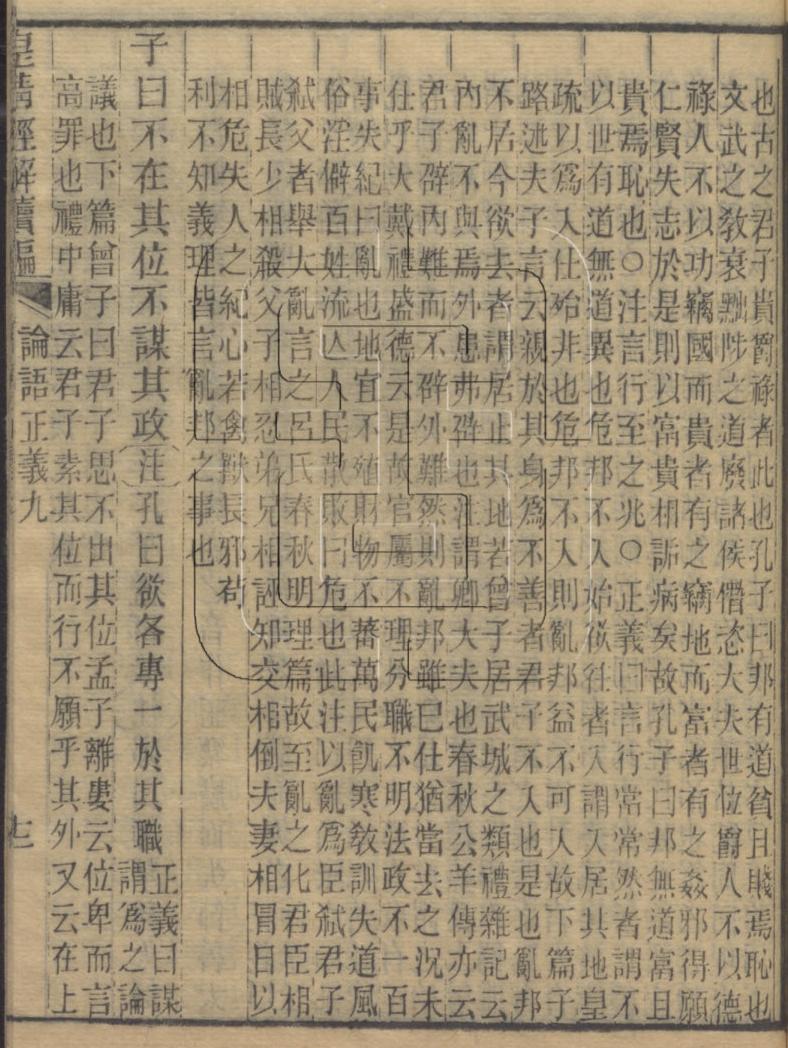 也古之君子貴爵祿者此也孔子曰邦有道貧且賤焉恥也
文武之敎衰黜陟之道廢諸侯僭恣大夫世位爵人不以德
祿人不以功竊國而貴者有之竊地而富者有之姦邪得願
仁賢失志於是則以富貴相詬病矣故孔子曰邦無道富且
貴焉恥也○注言行至之兆○正義曰言行常常然者謂不
以世有道無道異也危邦不入始欲往者入謂入居其地皇
疏以爲入仕殆非也危邦不入則亂邦益不可入故下篇子
路述夫子言云親於其身爲不善者君子不入也是也亂邦
不居今欲去者謂居止其地若曾子居武城之類禮雜記云
內亂不與焉外患弗辟也注謂卿大夫也春秋公羊傳亦云
君子辟內難而不辟外難然則亂邦雖已仕猶當去之況未
仕乎大戴禮盛德云是故官屬不理分職不明法政不一百
事失紀曰亂也地宜不殖財物不蕃萬民飢寒敎訓失道風
俗淫僻百姓流亾人民散敗曰危也此注以亂爲臣弑君子
弑父者舉大亂言之呂氏春秋明理篇故至亂之化君臣相
賊長少相殺父子相忍弟兄相誣知交相倒夫妻相冒日以
相危失人之紀心若禽獸長邪苟
利不知義理皆言亂邦之事也
子曰不在其位不謀其政注孔曰欲各專一於其職
正義曰謀
謂爲之論
議也下篇曾子曰君子思不出其位孟子離婁云位卑而言
高罪也禮中庸云君子素其位而行不願乎其外又云在上
皇淸經解續編
論語正義九